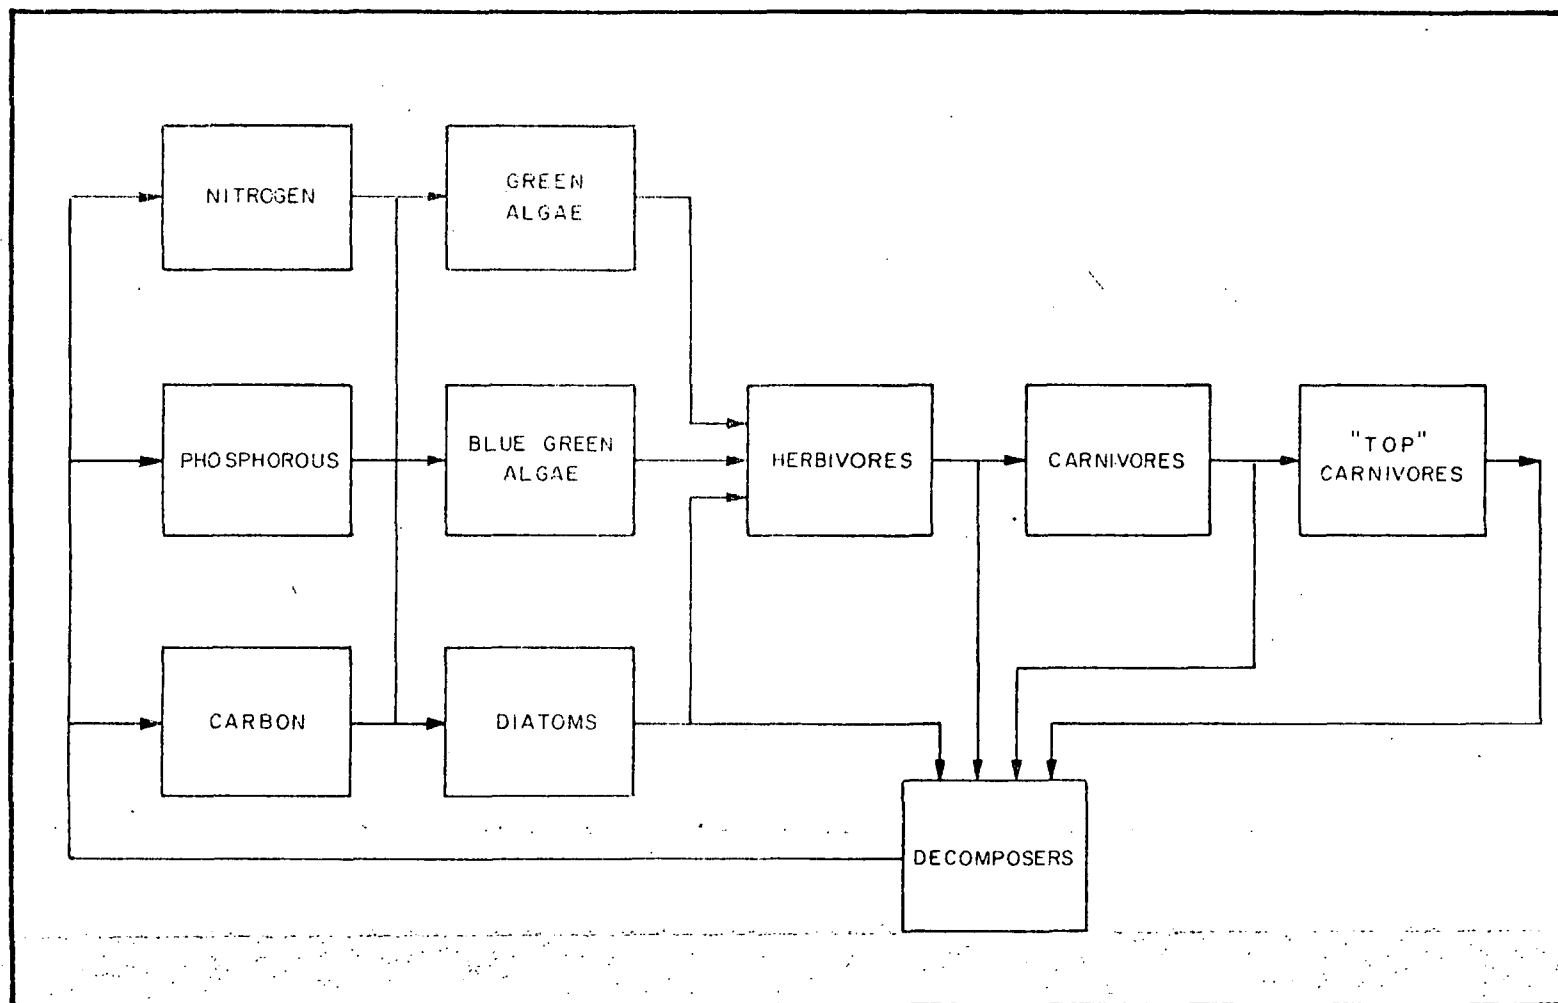 NITROGEN
GREEN
ALGAE
PHOSPHOROUS
BLUE GREEN
ALGAE
HERBIVORES
CARNIVORES
"TOP"
CARNIVORES
CARBON
DIATOMS
DECOMPOSERS